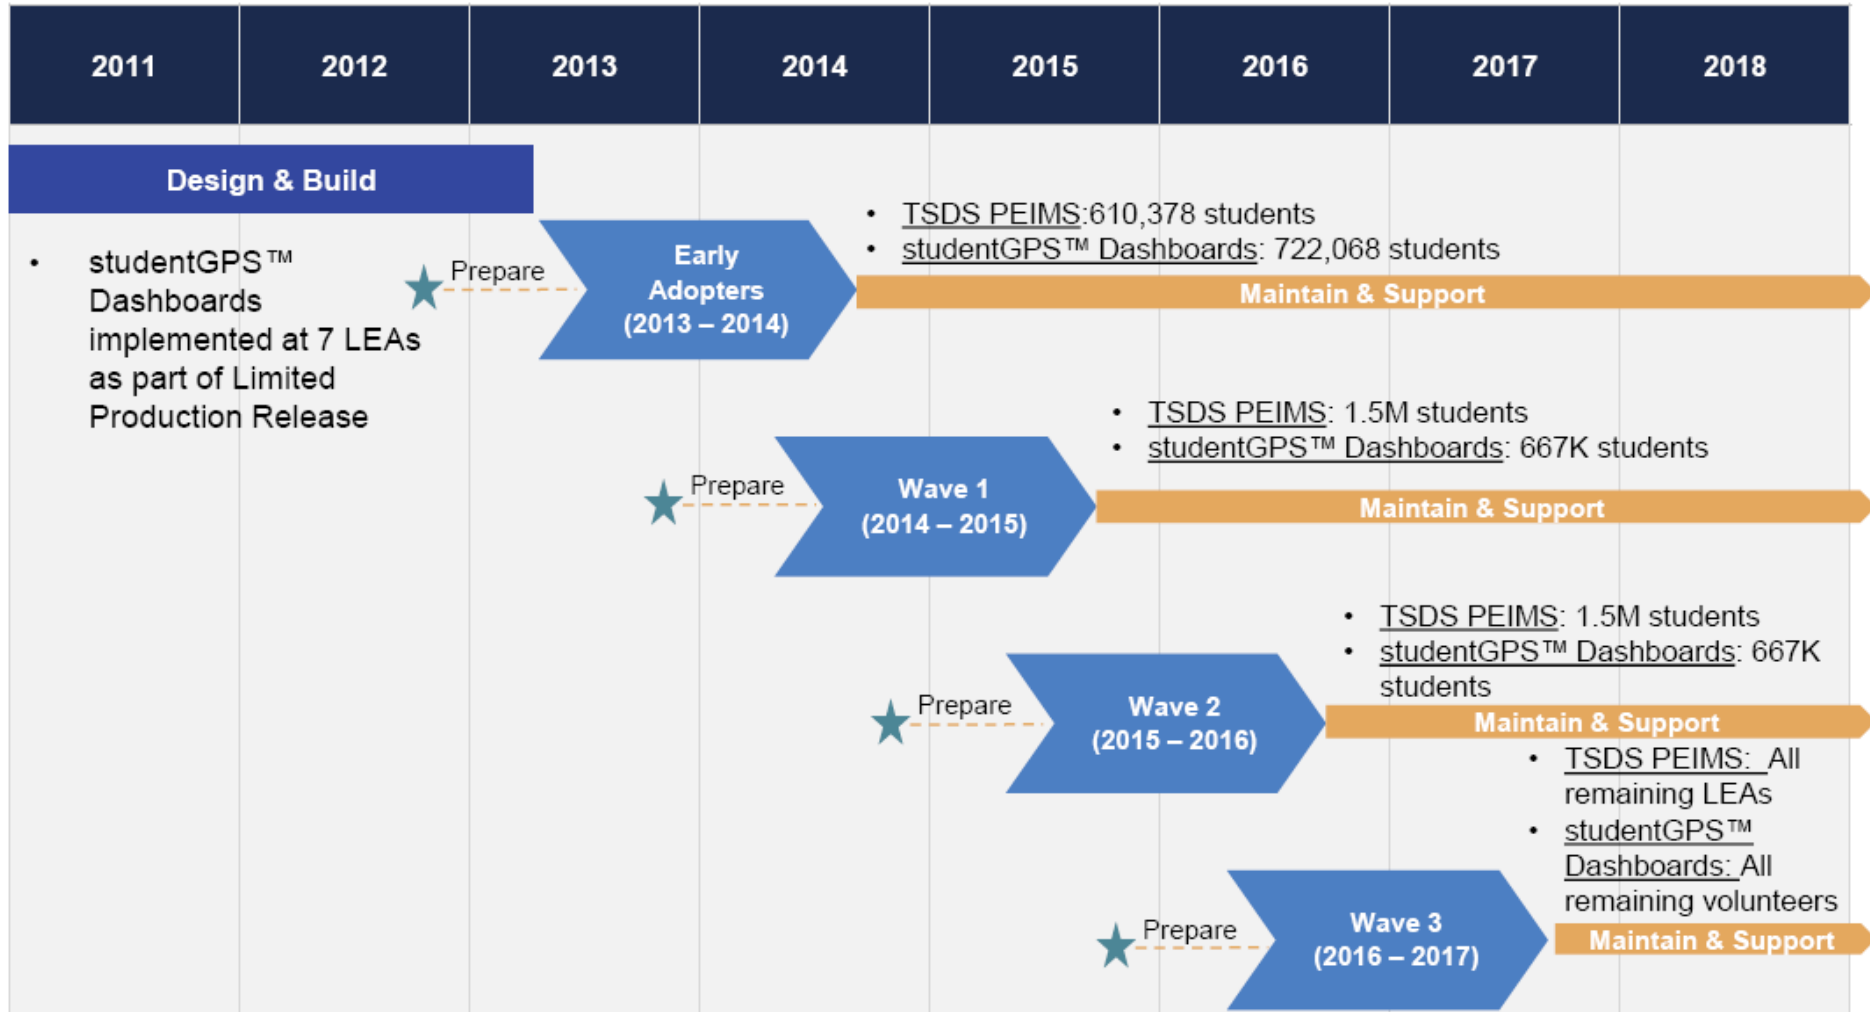 2011 2012 2013 2014 2015 2016 2017 2018
Design & Build
• studentGPS™
Dashboards
implemented at 7 LEAs
as part of Limited
Production Release
Prepare
Early
Adopters
(2013 – 2014)
• TSDS PEIMS:610,378 students
• studentGPS™ Dashboards: 722,068 students
Maintain & Support
Prepare
Wave 1
(2014 – 2015)
• TSDS PEIMS: 1.5M students
• studentGPS™ Dashboards: 667K students
Maintain & Support
Prepare
Wave 2
(2015 – 2016)
• TSDS PEIMS: 1.5M students
• studentGPS™ Dashboards: 667K
students
Maintain & Support
Prepare
Wave 3
(2016 – 2017)
• TSDS PEIMS: All
remaining LEAs
• studentGPS™
Dashboards: All
remaining volunteers
Maintain & Support